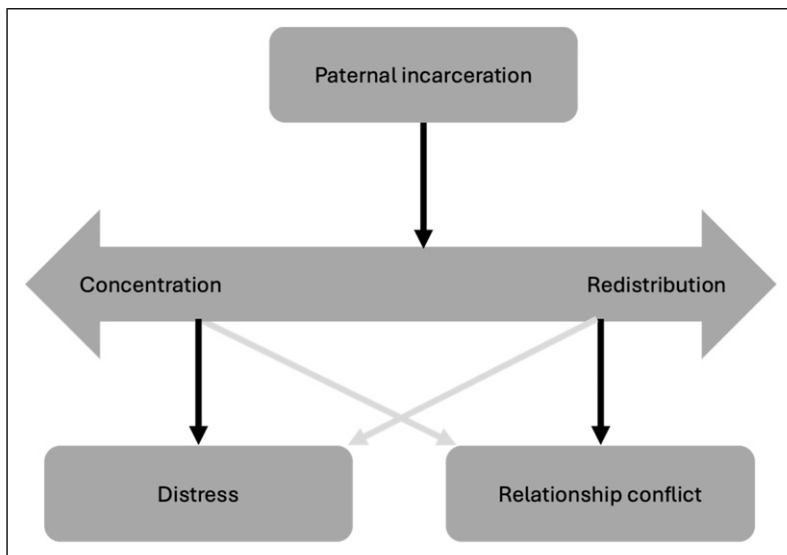 Paternal incarceration
Concentration
Redistribution
Distress
Relationship conflict